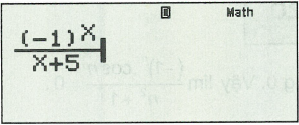 D Math
(-1)^X
X+5